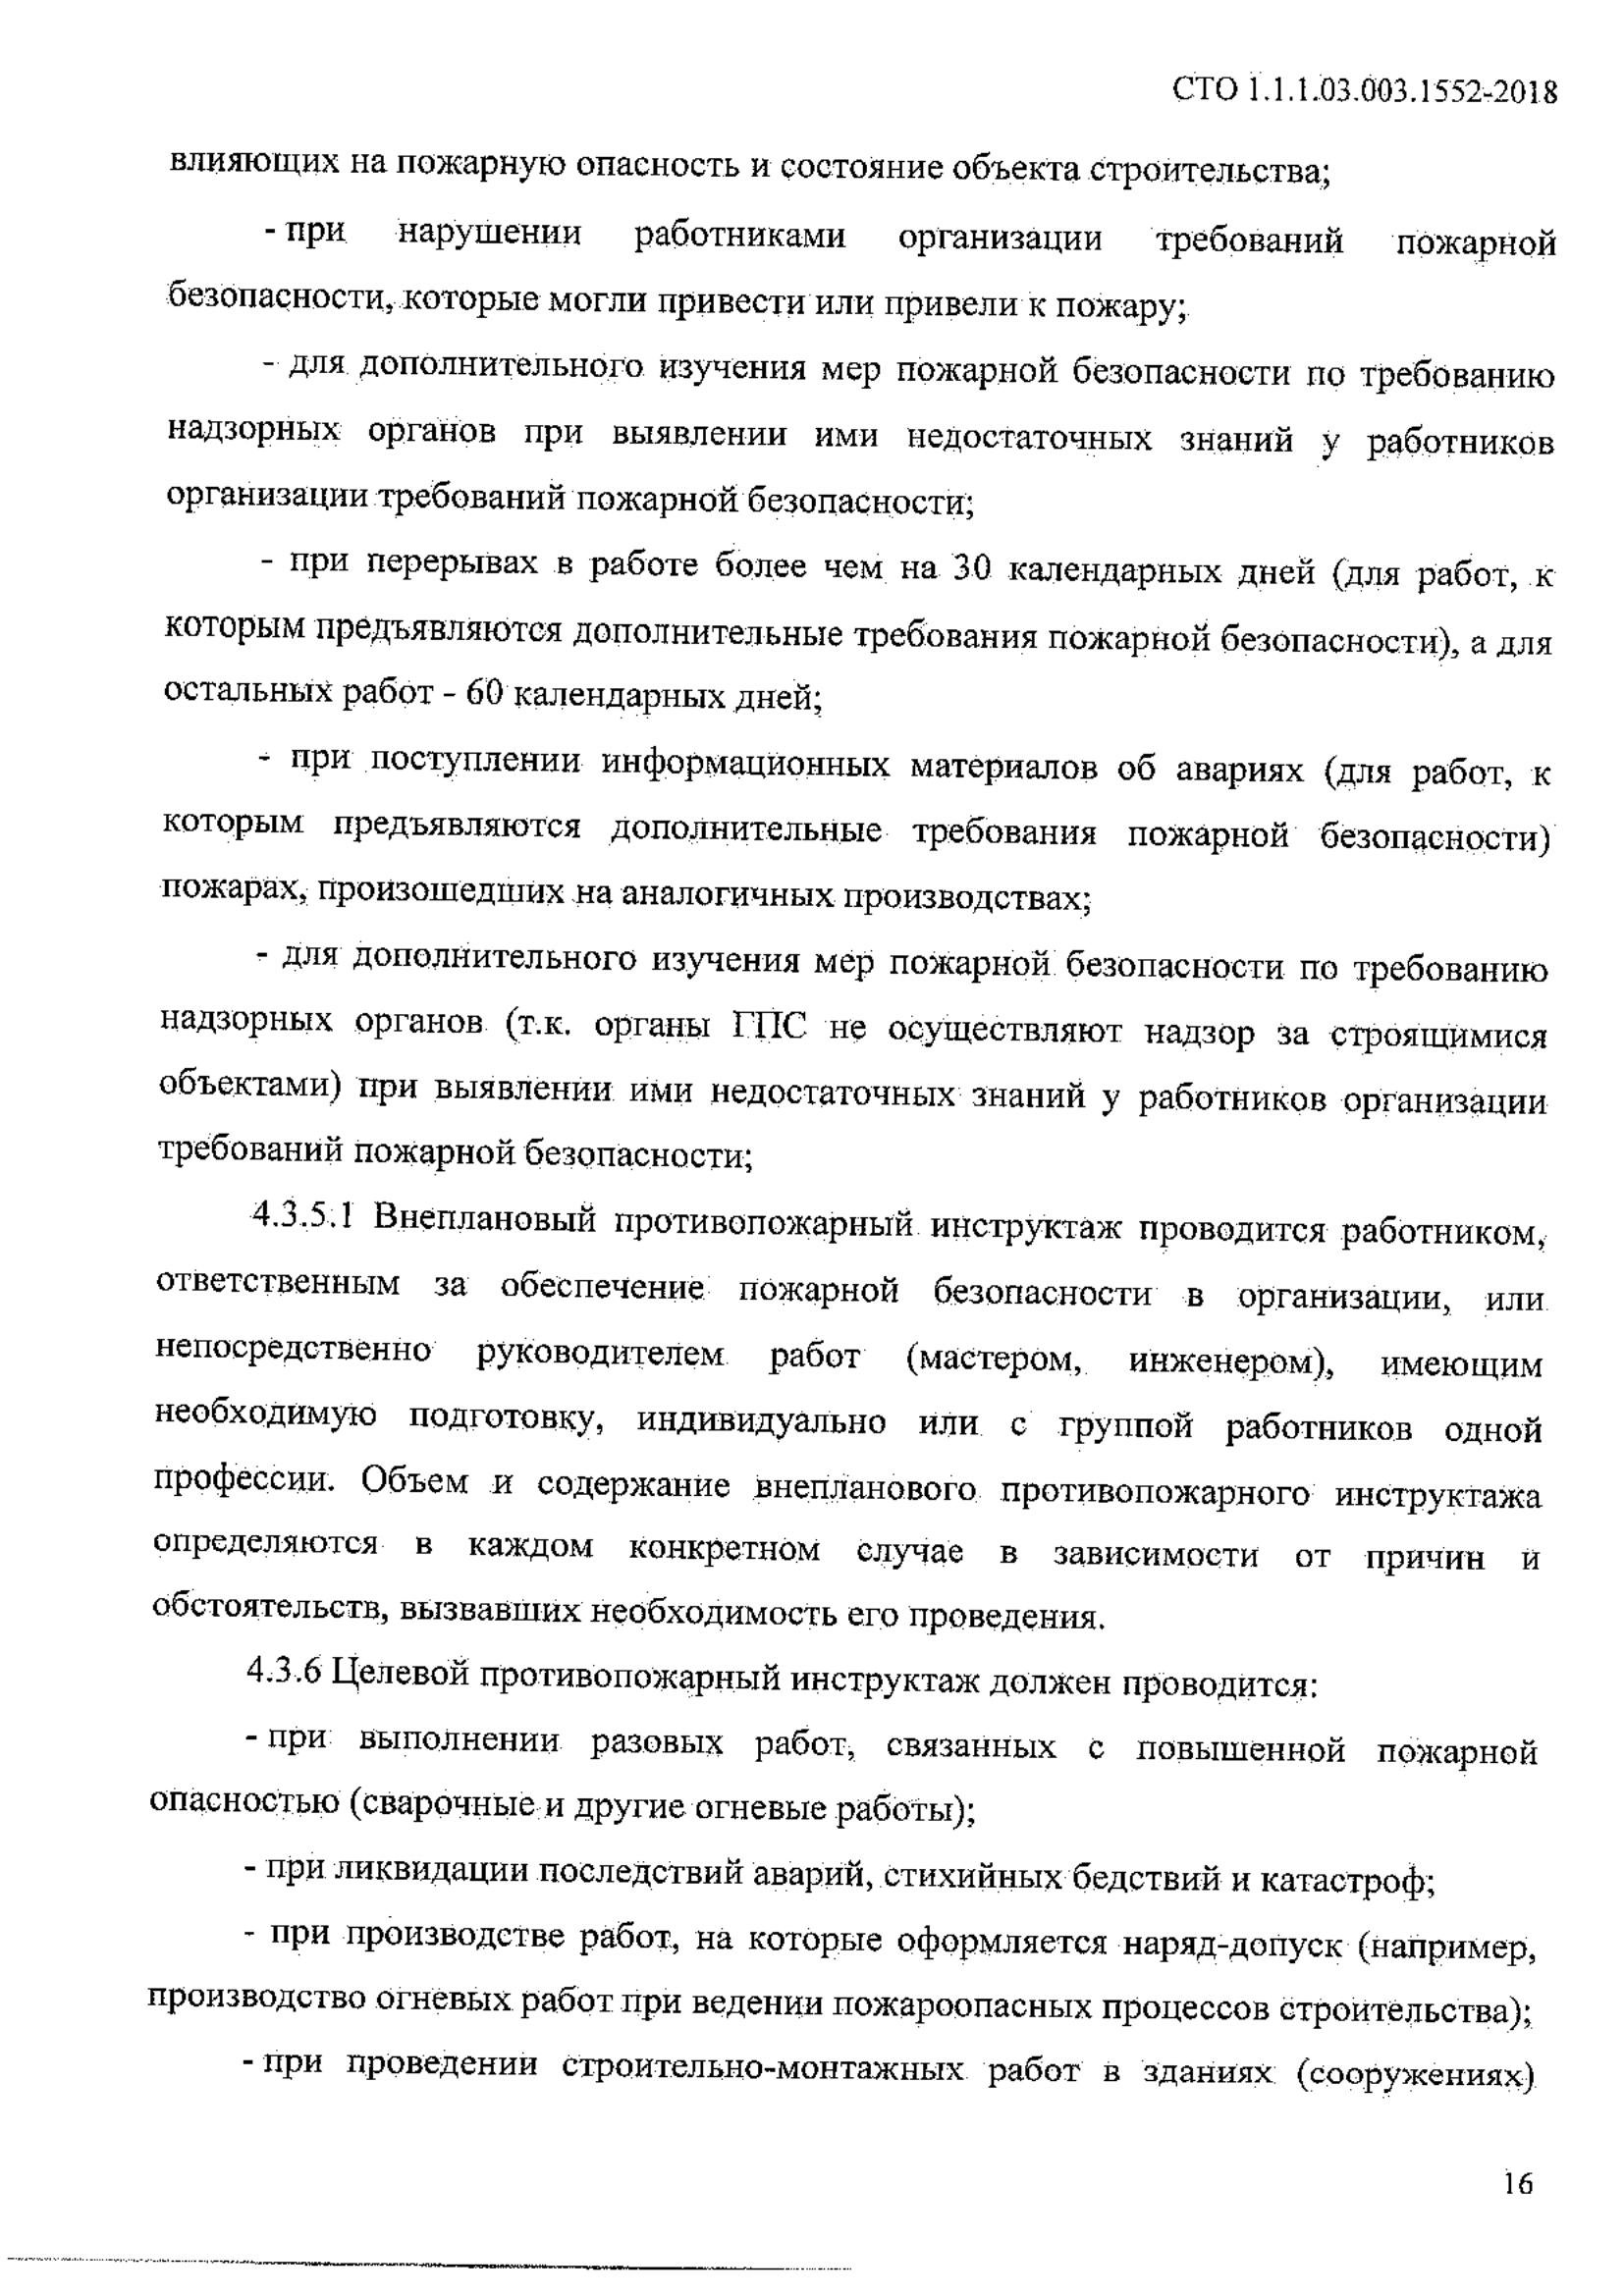 СТО 1.1.1.03.003.1552-2018
влияющих на пожарную опасность и состояние объекта строительства;
- при нарушении работниками организации требований пожарной
безопасности, которые могли привести или привели к пожару;
- для дополнительного изучения мер пожарной безопасности по требованию
надзорных органов при выявлении ими недостаточных знаний у работников
организации требований пожарной безопасности;
- при перерывах в работе более чем на 30 календарных дней (для работ, к
которым предъявляются дополнительные требования пожарной безопасности), а для
остальных работ - 60 календарных дней;
- при поступлении информационных материалов об авариях (для работ, к
которым предъявляются дополнительные требования пожарной безопасности)
пожарах, произошедших на аналогичных производствах;
- для дополнительного изучения мер пожарной безопасности по требованию
надзорных органов (т.к. органы ГПС не осуществляют надзор за строящимися
объектами) при выявлении ими недостаточных знаний у работников организации
требований пожарной безопасности;
4.3.5.1 Внеплановый противопожарный инструктаж проводится работником,
ответственным за обеспечение пожарной безопасности в организации, или
непосредственно руководителем работ (мастером, инженером), имеющим
необходимую подготовку, индивидуально или с группой работников одной
профессии. Объем и содержание внепланового противопожарного инструктажа
определяются в каждом конкретном случае в зависимости от причин и
обстоятельств, вызвавших необходимость его проведения.
4.3.6 Целевой противопожарный инструктаж должен проводится:
- при выполнении разовых работ, связанных с повышенной пожарной
опасностью (сварочные и другие огневые работы);
- при ликвидации последствий аварий, стихийных бедствий и катастроф;
- при производстве работ, на которые оформляется наряд-допуск (например,
производство огневых работ при ведении пожароопасных процессов строительства);
- при проведении строительно-монтажных работ в зданиях (сооружениях)
16